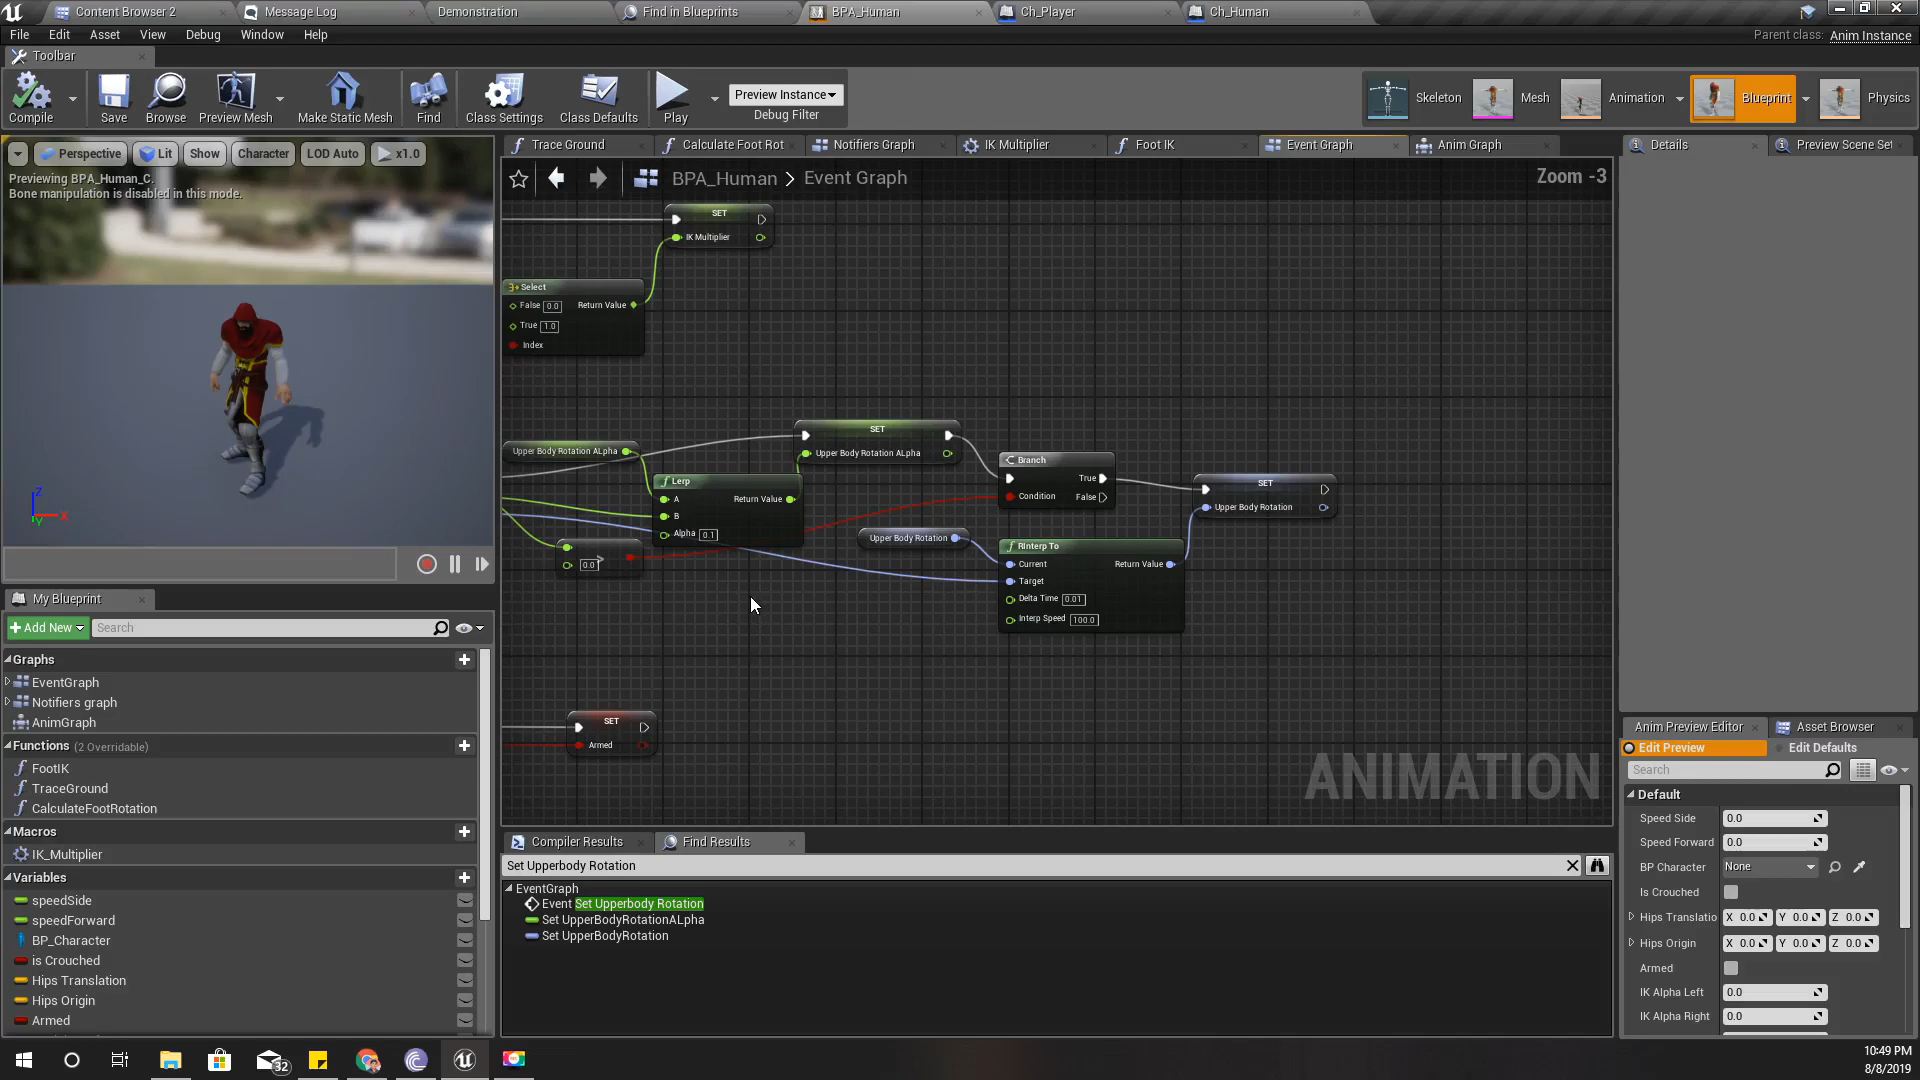 Content Browser 2
Message Log
Demonstration
Find in Blueprints
BPA_Human
Ch_Player
Ch_Human
File Edit Asset View Debug Window Help
Parent class: Anim Instance
Toolbar
Compile
Save
Browse
Preview Mesh
Make Static Mesh
Find
Class Settings
Class Defaults
Play
Preview Instance
Debug Filter
Skeleton
Mesh
Animation
Blueprint
Physics
Perspective
Lit
Show
Character
LOD Auto
x1.0
Previewing BPA_Human_C.
Bone manipulation is disabled in this mode.
Z
X
Y
Trace Ground
Calculate Foot Rot
Notifiers Graph
IK Multiplier
Foot IK
Event Graph
Anim Graph
BPA_Human > Event Graph
Zoom -3
SET
IK Multiplier
Select
False 0.0 Return Value
True 1.0
Index
Upper Body Rotation ALpha
SET
Upper Body Rotation ALpha
Lerp
A Return Value
B
Alpha 0.1
0.0 >
Branch
True
Condition False
SET
Upper Body Rotation
Upper Body Rotation
RInterp To
Current Return Value
Target
Delta Time 0.01
Interp Speed 100.0
SET
Armed
ANIMATION
My Blueprint
Add New
Search
Graphs
EventGraph
Notifiers graph
AnimGraph
Functions (2 Overridable)
FootIK
TraceGround
CalculateFootRotation
Macros
IK_Multiplier
Variables
speedSide
speedForward
BP_Character
is Crouched
Hips Translation
Hips Origin
Armed
Compiler Results
Find Results
Set Upperbody Rotation
EventGraph
Event Set Upperbody Rotation
Set UpperBodyRotationALpha
Set UpperBodyRotation
Details
Preview Scene Set
Anim Preview Editor
Asset Browser
Edit Preview
Edit Defaults
Search
Default
Speed Side 0.0
Speed Forward 0.0
BP Character None
Is Crouched
Hips Translatio X 0.0 Y 0.0 Z 0.0
Hips Origin X 0.0 Y 0.0 Z 0.0
Armed
IK Alpha Left 0.0
IK Alpha Right 0.0
32
10:49 PM
8/8/2019